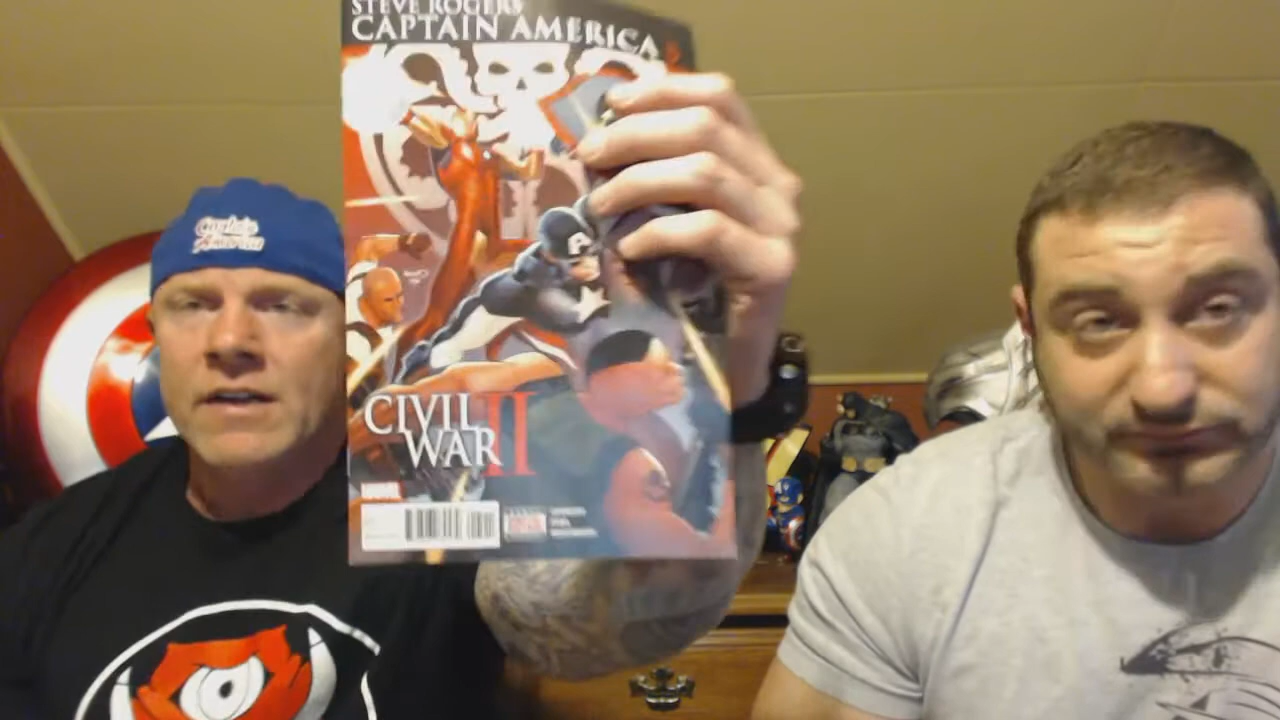 STEVE ROGERS
CAPTAIN AMERICA
Captain
America
CIVIL
WAR II
MARVEL